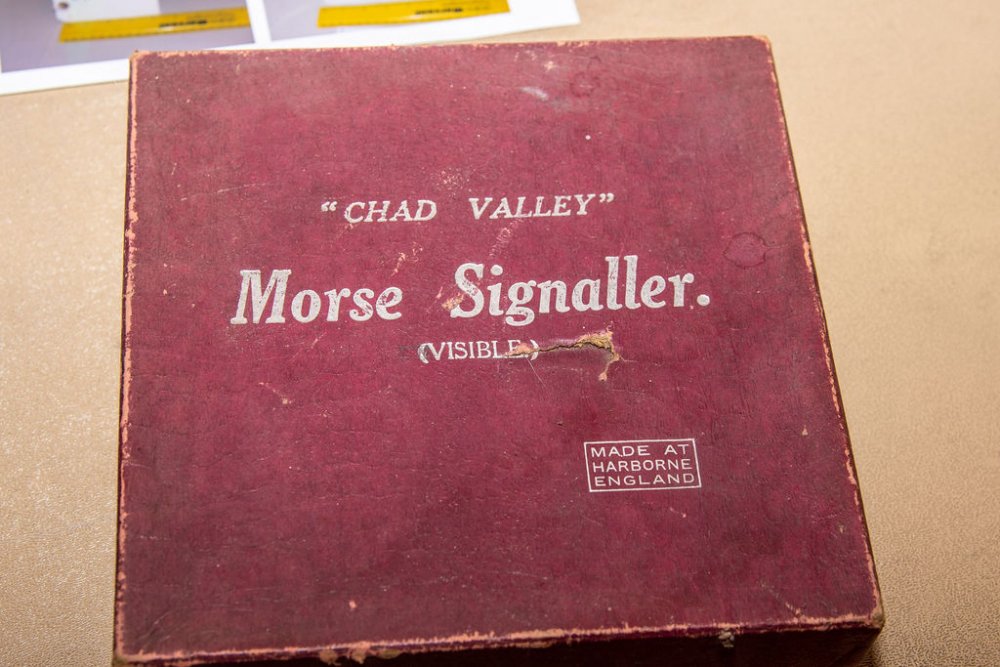 “CHAD VALLEY”
Morse Signaller.
(VISIBLE.)
MADE AT
HARBORNE
ENGLAND